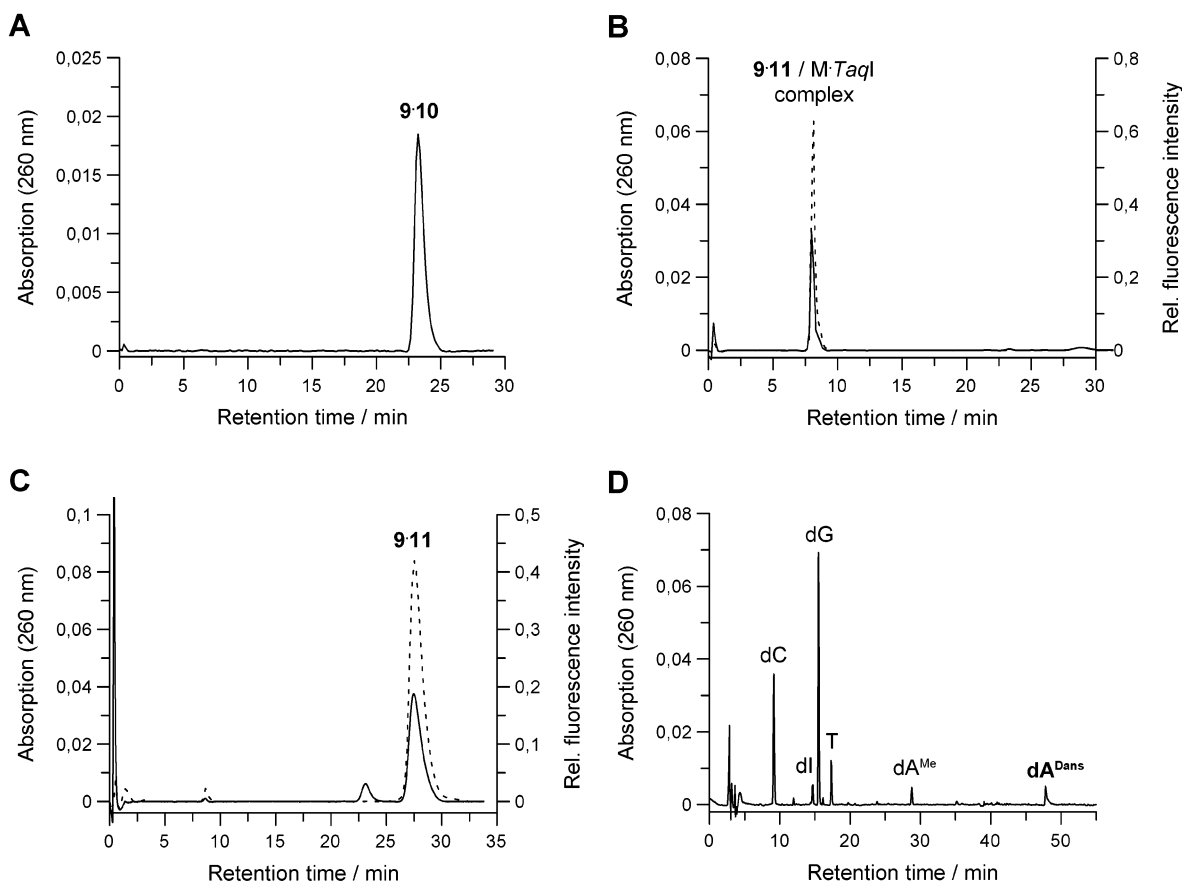 A
0,025
0,02
0,015
0,01
0,005
0
Absorption (260 nm)
9·10
0
5
10
15
20
25
30
Retention time / min
B
0,08
0,06
0,04
0,02
0
Absorption (260 nm)
9·11 / M·TaqI
complex
0,8
0,6
0,4
0,2
0
Rel. fluorescence intensity
0
5
10
15
20
25
30
Retention time / min
C
0,1
0,08
0,06
0,04
0,02
0
Absorption (260 nm)
9·11
0,5
0,4
0,3
0,2
0,1
0
Rel. fluorescence intensity
0
5
10
15
20
25
30
35
Retention time / min
D
0,08
0,06
0,04
0,02
0
Absorption (260 nm)
dG
dC
dI
T
dAMe
dADans
0
10
20
30
40
50
Retention time / min